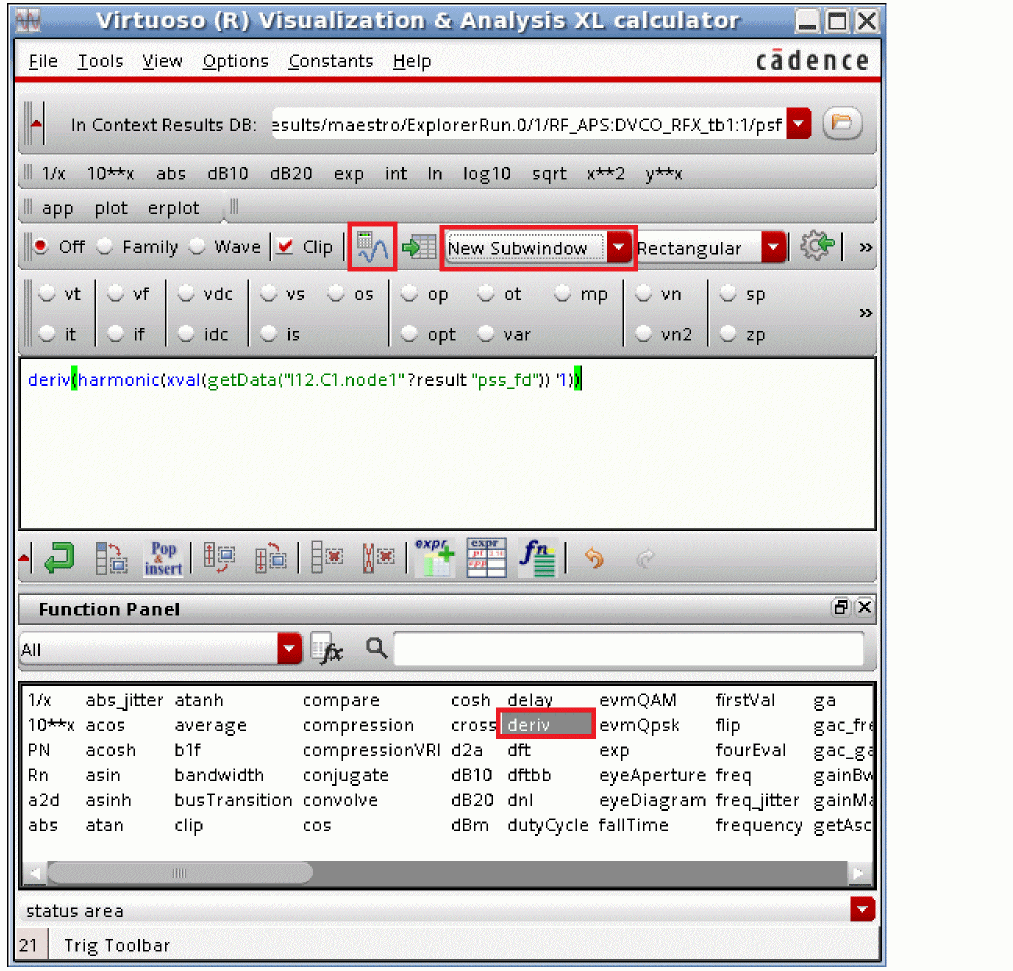 Virtuoso (R) Visualization & Analysis XL calculator
File Tools View Options Constants Help cādence
In Context Results DB: esults/maestro/ExplorerRun.0/1/RF_APS:DVCO_RFX_tb1:1/psf
1/x 10**x abs dB10 dB20 exp int ln log10 sqrt x**2 y**x
app plot erplot
Off Family Wave Clip New Subwindow Rectangular »
vt vf vdc vs os op ot mp vn sp
it if idc is opt var vn2 zp »
deriv(harmonic(xval(getData("I12.C1.node1" ?result "pss_fd")) '1))
Pop & insert expr expr fn
Function Panel
All fx
1/x abs_jitter atanh compare cosh delay evmQAM firstVal ga
10**x acos average compression cross deriv evmQpsk flip gac_fre
PN acosh b1f compressionVRI d2a dft exp fourEval gac_ga
Rn asin bandwidth conjugate dB10 dftbb eyeAperture freq gainBw
a2d asinh busTransition convolve dB20 dnl eyeDiagram freq_jitter gainMa
abs atan clip cos dBm dutyCycle fallTime frequency getAsc
status area
21 Trig Toolbar